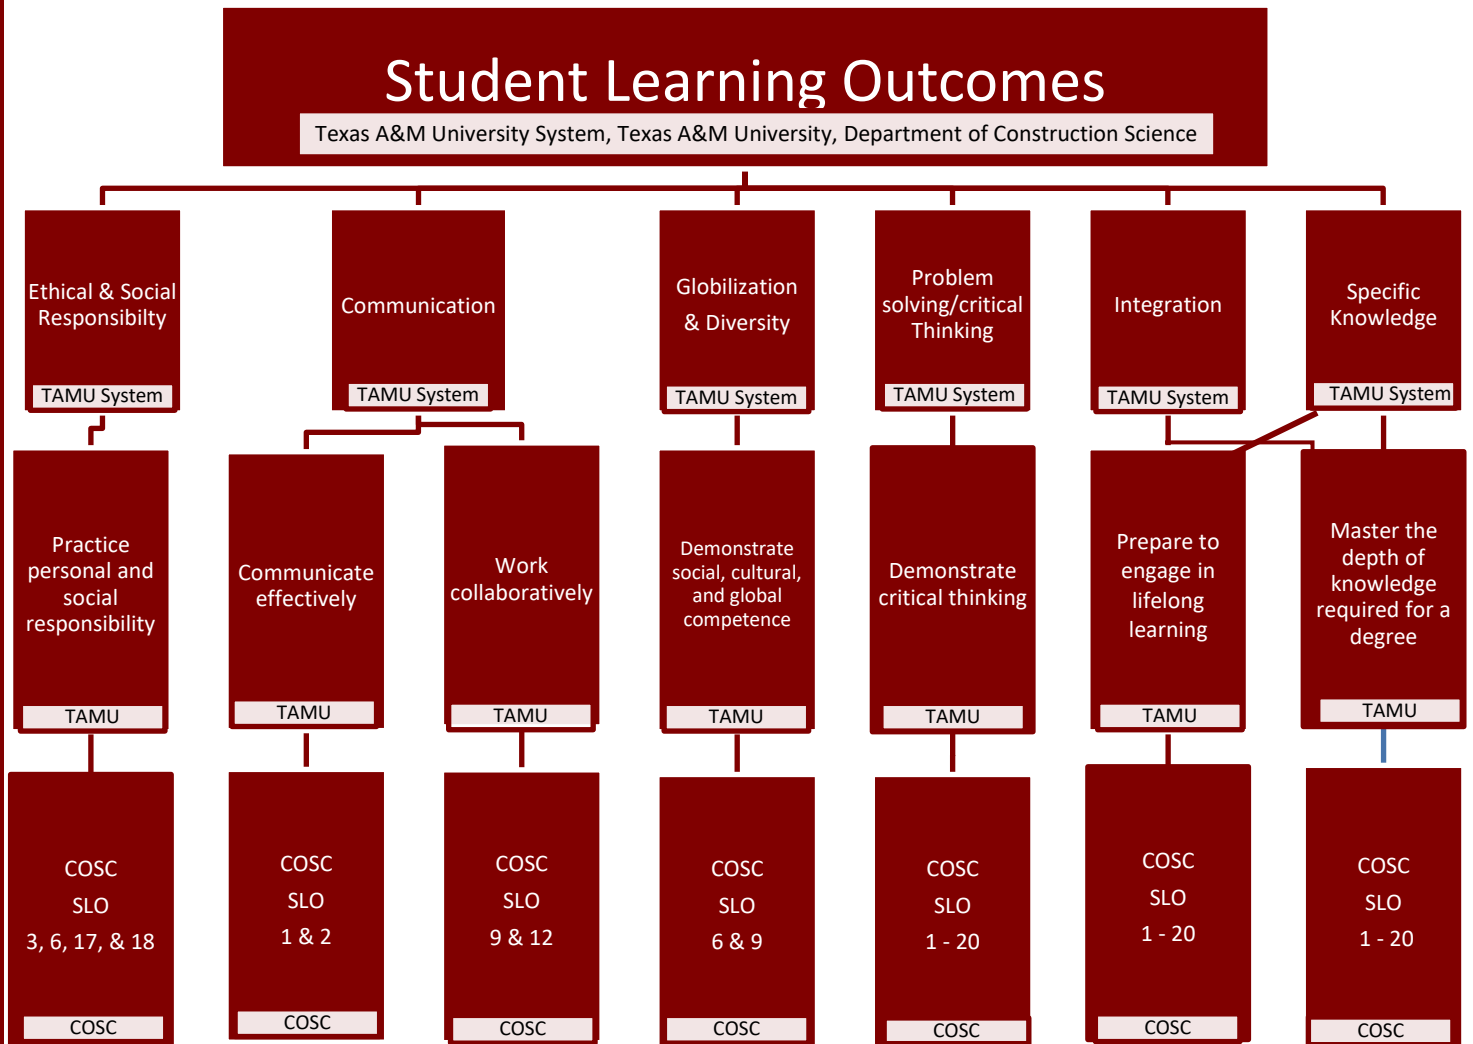 Student Learning Outcomes
Texas A&M University System, Texas A&M University, Department of Construction Science
Ethical & Social
Responsibilty
TAMU System
Communication
TAMU System
Globilization
& Diversity
TAMU System
Problem
solving/critical
Thinking
TAMU System
Integration
TAMU System
Specific
Knowledge
TAMU System
Practice
personal and
social
responsibility
TAMU
Communicate
effectively
TAMU
Work
collaboratively
TAMU
Demonstrate
social, cultural,
and global
competence
TAMU
Demonstrate
critical thinking
TAMU
Prepare to
engage in
lifelong
learning
TAMU
Master the
depth of
knowledge
required for a
degree
TAMU
COSC
SLO
3, 6, 17, & 18
COSC
COSC
SLO
1 & 2
COSC
COSC
SLO
9 & 12
COSC
COSC
SLO
6 & 9
COSC
COSC
SLO
1 - 20
COSC
COSC
SLO
1 - 20
COSC
COSC
SLO
1 - 20
COSC